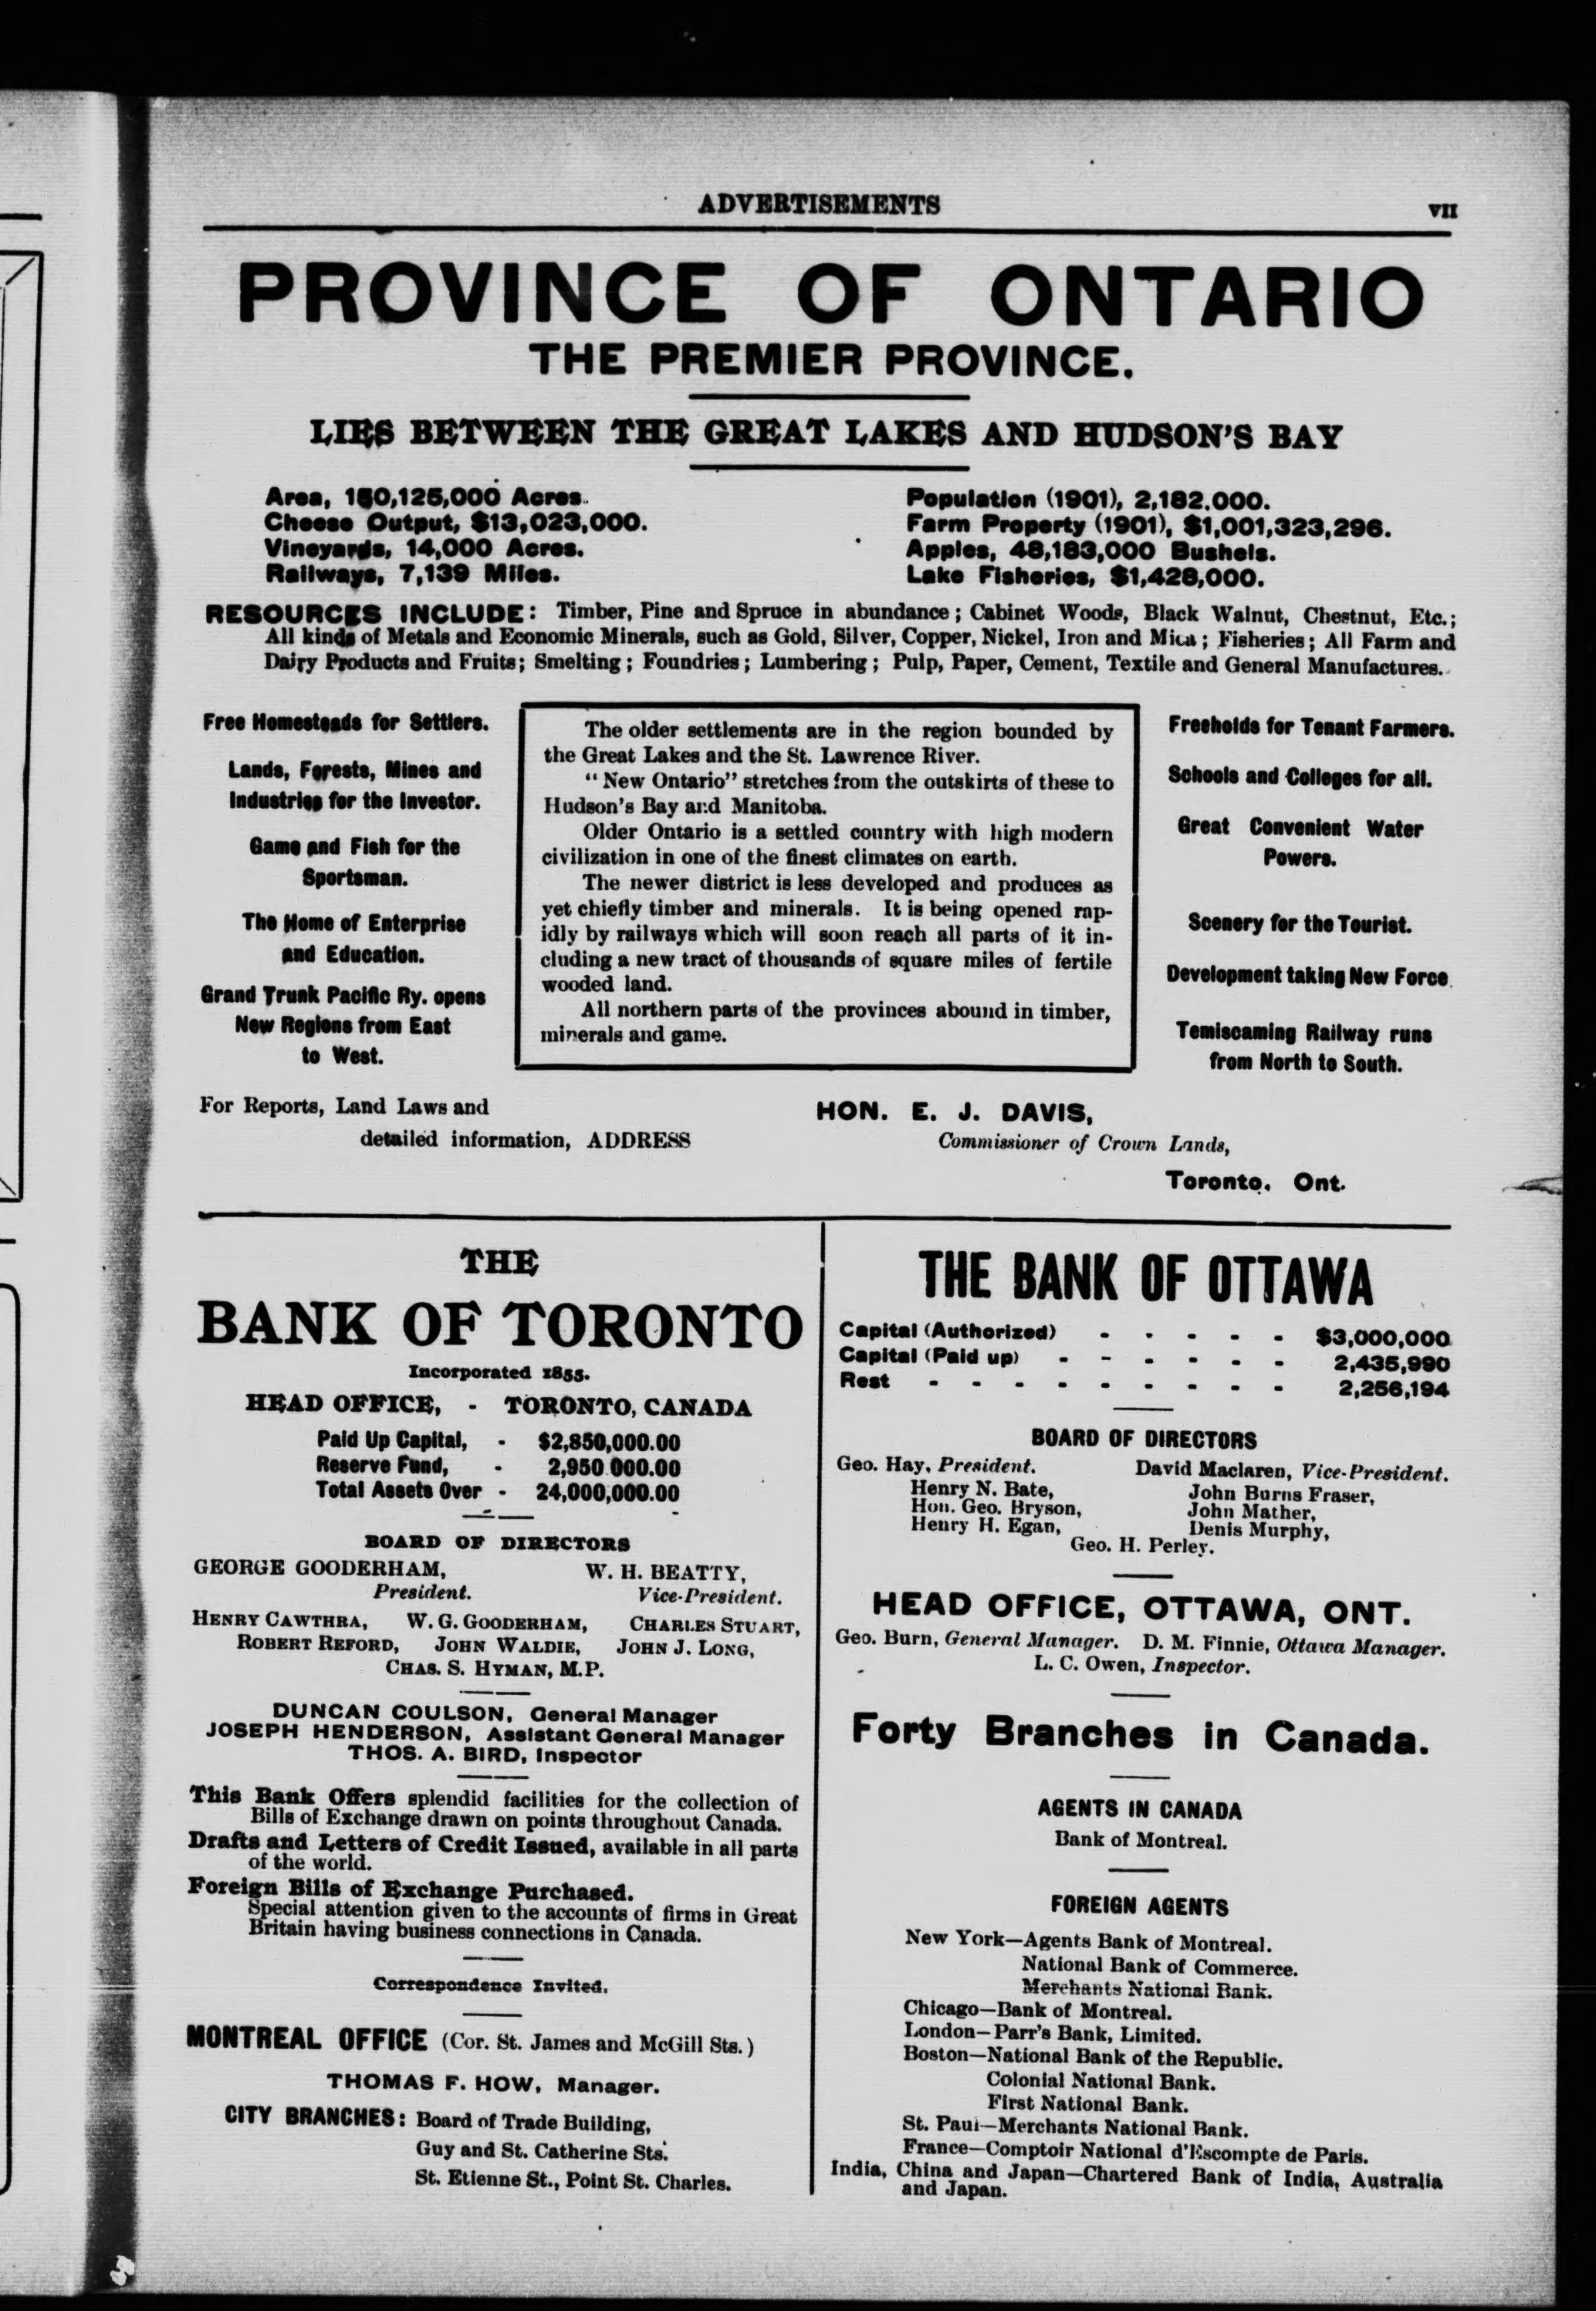 ADVERTISEMENTS
VII
PROVINCE OF ONTARIO
THE PREMIER PROVINCE.
LIES BETWEEN THE GREAT LAKES AND HUDSON'S BAY
Area, 150,125,000 Acres.
Cheese Output, $13,023,000.
Vineyards, 14,000 Acres.
Railways, 7,139 Miles.
Population (1901), 2,182.000.
Farm Property (1901), $1,001,323,296.
Apples, 48,183,000 Bushels.
Lake Fisheries, $1,428,000.
RESOURCES INCLUDE: Timber, Pine and Spruce in abundance; Cabinet Woods, Black Walnut, Chestnut, Etc.;
All kinds of Metals and Economic Minerals, such as Gold, Silver, Copper, Nickel, Iron and Mica; Fisheries; All Farm and
Dairy Products and Fruits; Smelting; Foundries; Lumbering; Pulp, Paper, Cement, Textile and General Manufactures.
Free Homesteads for Settlers.
Lands, Forests, Mines and
Industries for the Investor.
Game and Fish for the
Sportsman.
The Home of Enterprise
and Education.
Grand Trunk Pacific Ry. opens
New Regions from East
to West.
The older settlements are in the region bounded by
the Great Lakes and the St. Lawrence River.
"New Ontario" stretches from the outskirts of these to
Hudson's Bay and Manitoba.
Older Ontario is a settled country with high modern
civilization in one of the finest climates on earth.
The newer district is less developed and produces as
yet chiefly timber and minerals. It is being opened rap-
idly by railways which will soon reach all parts of it in-
cluding a new tract of thousands of square miles of fertile
wooded land.
All northern parts of the provinces abound in timber,
minerals and game.
Freeholds for Tenant Farmers.
Schools and Colleges for all.
Great Convenient Water
Powers.
Scenery for the Tourist.
Development taking New Force
Temiscaming Railway runs
from North to South.
For Reports, Land Laws and
detailed information, ADDRESS
HON. E. J. DAVIS,
Commissioner of Crown Lands,
Toronto, Ont.
THE
BANK OF TORONTO
Incorporated 1855.
HEAD OFFICE, - TORONTO, CANADA
Paid Up Capital, - $2,850,000.00
Reserve Fund, - 2,950 000.00
Total Assets Over - 24,000,000.00
BOARD OF DIRECTORS
GEORGE GOODERHAM, W. H. BEATTY,
President. Vice-President.
HENRY CAWTHRA, W. G. GOODERHAM, CHARLES STUART,
ROBERT REFORD, JOHN WALDIE, JOHN J. LONG,
CHAS. S. HYMAN, M.P.
DUNCAN COULSON, General Manager
JOSEPH HENDERSON, Assistant General Manager
THOS. A. BIRD, Inspector
This Bank Offers splendid facilities for the collection of
Bills of Exchange drawn on points throughout Canada.
Drafts and Letters of Credit Issued, available in all parts
of the world.
Foreign Bills of Exchange Purchased.
Special attention given to the accounts of firms in Great
Britain having business connections in Canada.
Correspondence Invited.
MONTREAL OFFICE (Cor. St. James and McGill Sts.)
THOMAS F. HOW, Manager.
CITY BRANCHES: Board of Trade Building,
Guy and St. Catherine Sts.
St. Etienne St., Point St. Charles.
THE BANK OF OTTAWA
Capital (Authorized) - - - - - $3,000,000
Capital (Paid up) - - - - - - 2,435,990
Rest - - - - - - - - - 2,256,194
BOARD OF DIRECTORS
Geo. Hay, President. David Maclaren, Vice-President.
Henry N. Bate, John Burns Fraser,
Hon. Geo. Bryson, John Mather,
Henry H. Egan, Denis Murphy,
Geo. H. Perley.
HEAD OFFICE, OTTAWA, ONT.
Geo. Burn, General Manager. D. M. Finnie, Ottawa Manager.
L. C. Owen, Inspector.
Forty Branches in Canada.
AGENTS IN CANADA
Bank of Montreal.
FOREIGN AGENTS
New York—Agents Bank of Montreal.
National Bank of Commerce.
Merchants National Bank.
Chicago—Bank of Montreal.
London—Parr's Bank, Limited.
Boston—National Bank of the Republic.
Colonial National Bank.
First National Bank.
St. Paul—Merchants National Bank.
France—Comptoir National d'Escompte de Paris.
India, China and Japan—Chartered Bank of India, Australia
and Japan.